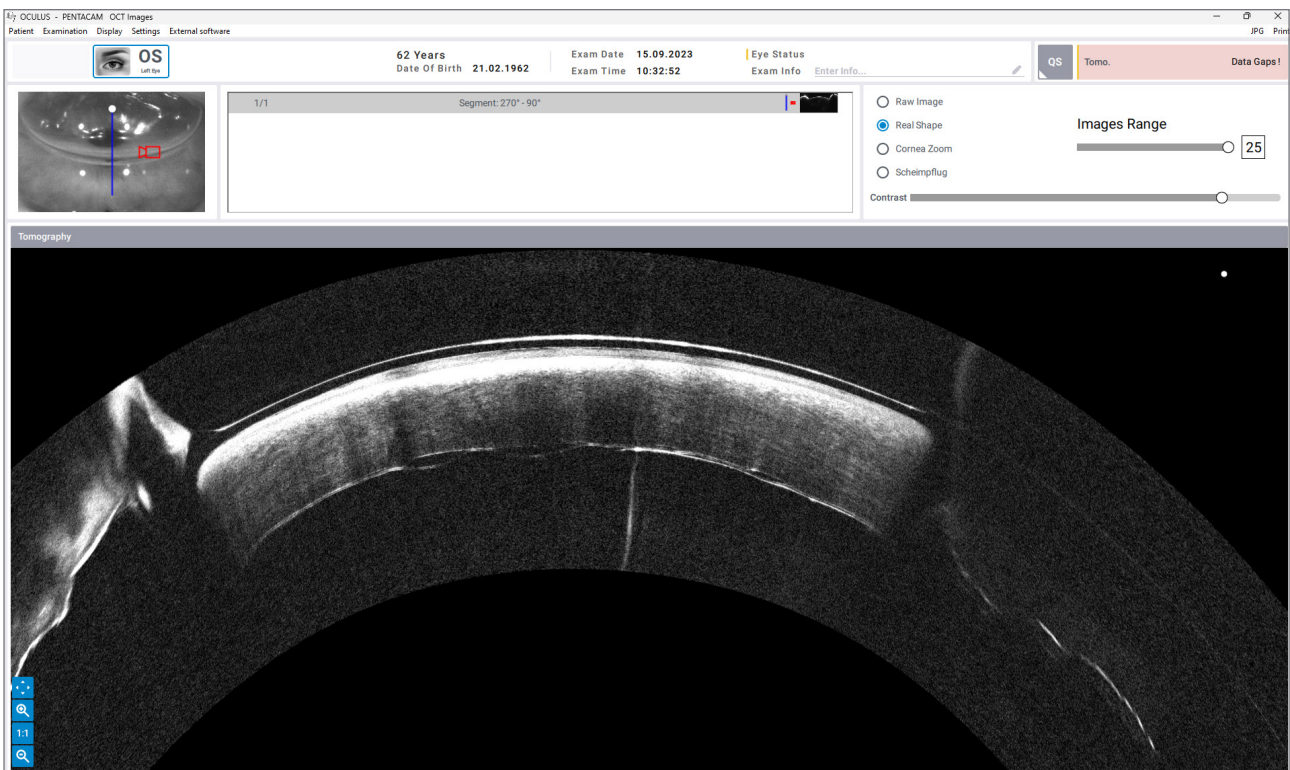 OCULUS - PENTACAM OCT Images
Patient Examination Display Settings External software JPG Print
OS
Left Eye
62 Years
Date Of Birth 21.02.1962
Exam Date 15.09.2023
Exam Time 10:32:52
Eye Status
Exam Info Enter Info...
QS
Tomo. Data Gaps!
1/1 Segment: 270° - 90°
Raw Image
Real Shape
Cornea Zoom
Scheimpflug
Images Range
25
Contrast
Tomography
1:1